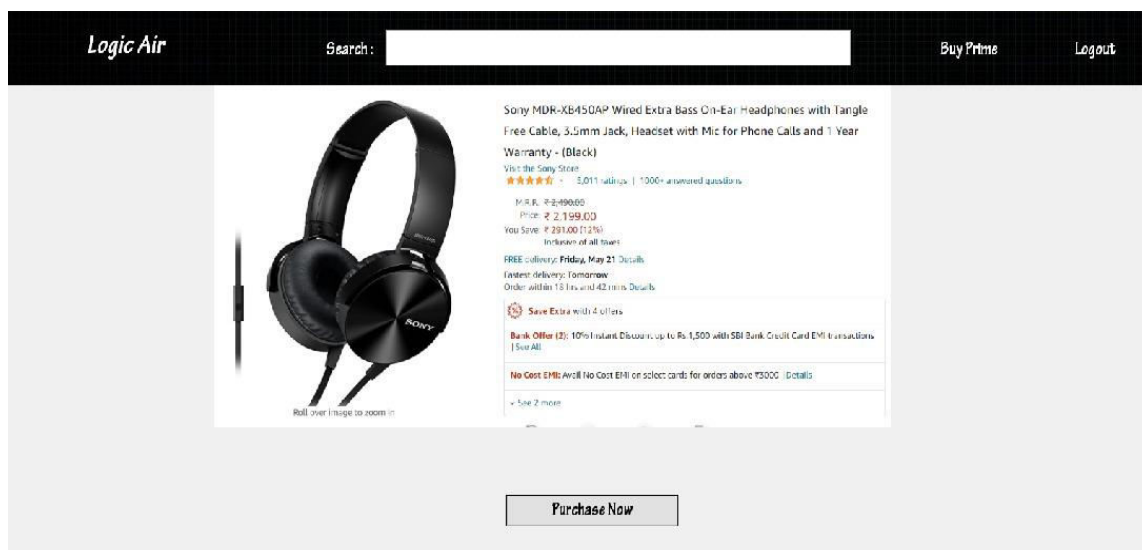 Logic Air
Search :
Buy Prime
Logout
Sony MDR-XB450AP Wired Extra Bass On-Ear Headphones with Tangle
Free Cable, 3.5mm Jack, Headset with Mic for Phone Calls and 1 Year
Warranty - (Black)
Visit the Sony Store
5,011 ratings | 1000+ answered questions
M.R.P.: ₹ 2,490.00
Price: ₹ 2,199.00
You Save: ₹ 291.00 (12%)
Inclusive of all taxes
FREE delivery: Friday, May 21 Details
Fastest delivery: Tomorrow
Order within 18 hrs and 42 mins Details
Save Extra with 4 offers
Bank Offer (2): 10% Instant Discount up to Rs.1,500 with SBI Bank Credit Card EMI transactions
| See All
No Cost EMI: Avail No Cost EMI on select cards for orders above ₹3000 | Details
See 2 more
SONY
Roll over image to zoom in
Purchase Now